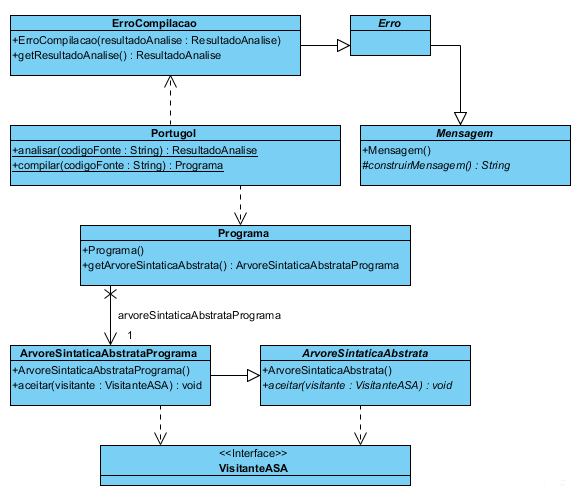 ErroCompilacao
+ErroCompilacao(resultadoAnalise : ResultadoAnalise)
+getResultadoAnalise() : ResultadoAnalise
Erro
Portugol
+analisar(codigoFonte : String) : ResultadoAnalise
+compilar(codigoFonte : String) : Programa
Mensagem
+Mensagem()
#construirMensagem() : String
Programa
+Programa()
+getArvoreSintaticaAbstrata() : ArvoreSintaticaAbstrataPrograma
arvoreSintaticaAbstrataPrograma
1
ArvoreSintaticaAbstrataPrograma
+ArvoreSintaticaAbstrataPrograma()
+aceitar(visitante : VisitanteASA) : void
ArvoreSintaticaAbstrata
+ArvoreSintaticaAbstrata()
+aceitar(visitante : VisitanteASA) : void
<<Interface>>
VisitanteASA